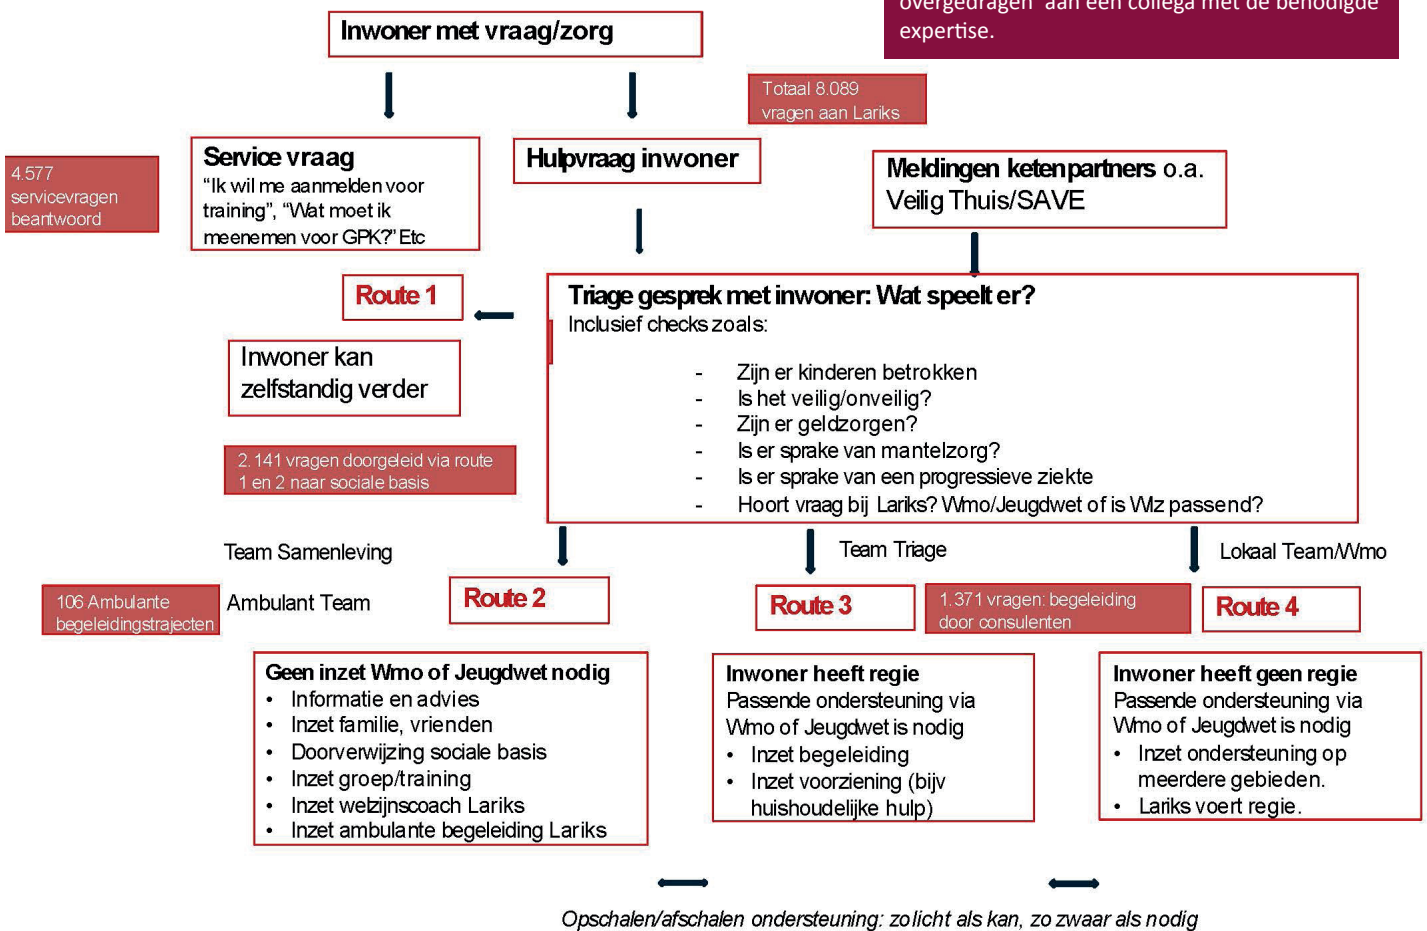 overgedragen aan een collega met de benodigde
expertise.
Inwoner met vraag/zorg
Totaal 8.089
vragen aan Lariks
4.577
servicevragen
beantwoord
Service vraag
“Ik wil me aanmelden voor
training”, “Wat moet ik
meenemen voor GPK?” Etc
Hulpvraag inwoner
Meldingen ketenpartners o.a.
Veilig Thuis/SAVE
Route 1
Inwoner kan
zelfstandig verder
Triage gesprek met inwoner: Wat speelt er?
Inclusief checks zoals:
- Zijn er kinderen betrokken
- Is het veilig/onveilig?
- Zijn er geldzorgen?
- Is er sprake van mantelzorg?
- Is er sprake van een progressieve ziekte
- Hoort vraag bij Lariks? Wmo/Jeugdwet of is Wlz passend?
2.141 vragen doorgeleid via route
1 en 2 naar sociale basis
Team Samenleving
Team Triage
Lokaal Team/Wmo
106 Ambulante
begeleidingstrajecten
Ambulant Team
Route 2
Route 3
1.371 vragen: begeleiding
door consulenten
Route 4
Geen inzet Wmo of Jeugdwet nodig
• Informatie en advies
• Inzet familie, vrienden
• Doorverwijzing sociale basis
• Inzet groep/training
• Inzet welzijnscoach Lariks
• Inzet ambulante begeleiding Lariks
Inwoner heeft regie
Passende ondersteuning via
Wmo of Jeugdwet is nodig
• Inzet begeleiding
• Inzet voorziening (bijv
huishoudelijke hulp)
Inwoner heeft geen regie
Passende ondersteuning via
Wmo of Jeugdwet is nodig
• Inzet ondersteuning op
meerdere gebieden.
• Lariks voert regie.
Opschalen/afschalen ondersteuning: zo licht als kan, zo zwaar als nodig